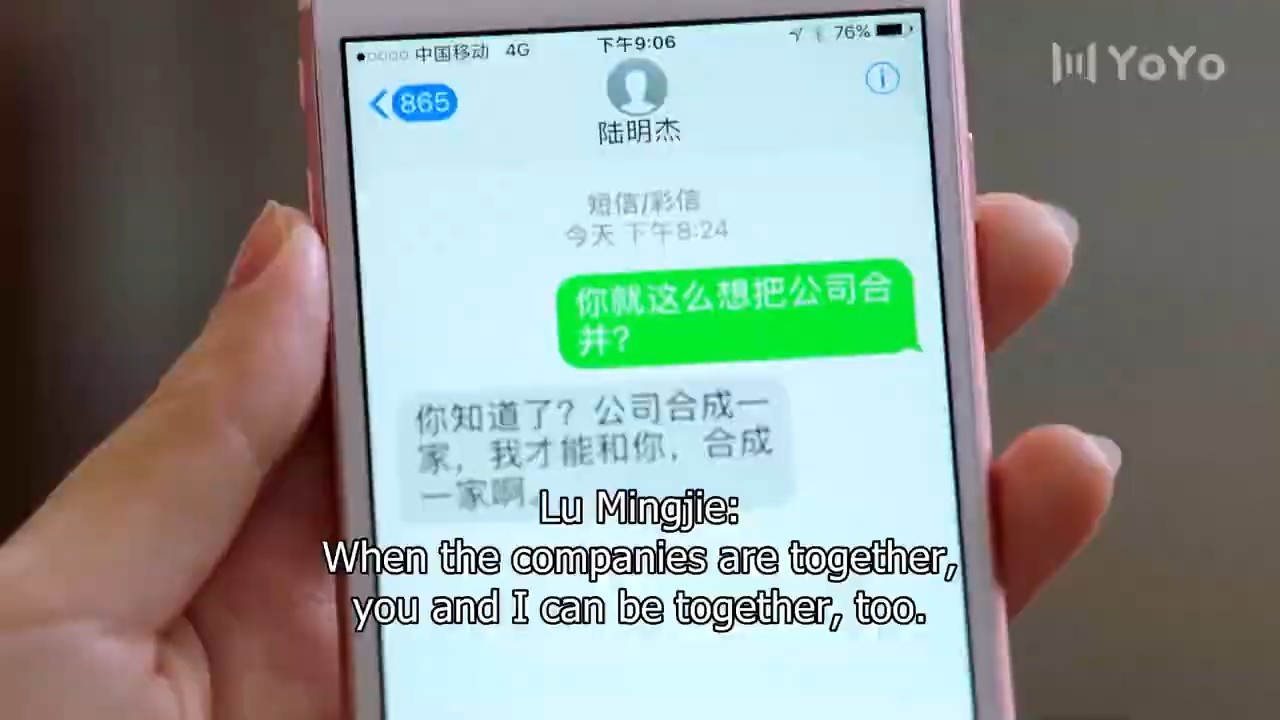 中国移动 4G 下午9:06 76%
YoYo
865
陆明杰
短信/彩信
今天 下午8:24
你就这么想把公司合
并?
你知道了? 公司合成一
家, 我才能和你, 合成
一家啊。
Lu Mingjie:
When the companies are together,
you and I can be together, too.